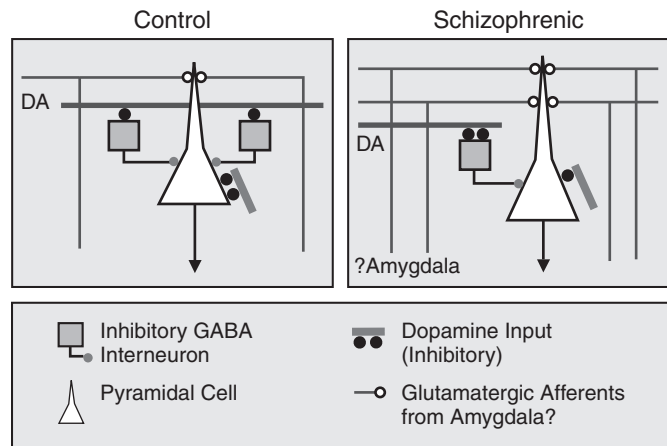 Control
Schizophrenic
DA
DA
?Amygdala
Inhibitory GABA
Interneuron
Dopamine Input
(Inhibitory)
Pyramidal Cell
Glutamatergic Afferents
from Amygdala?